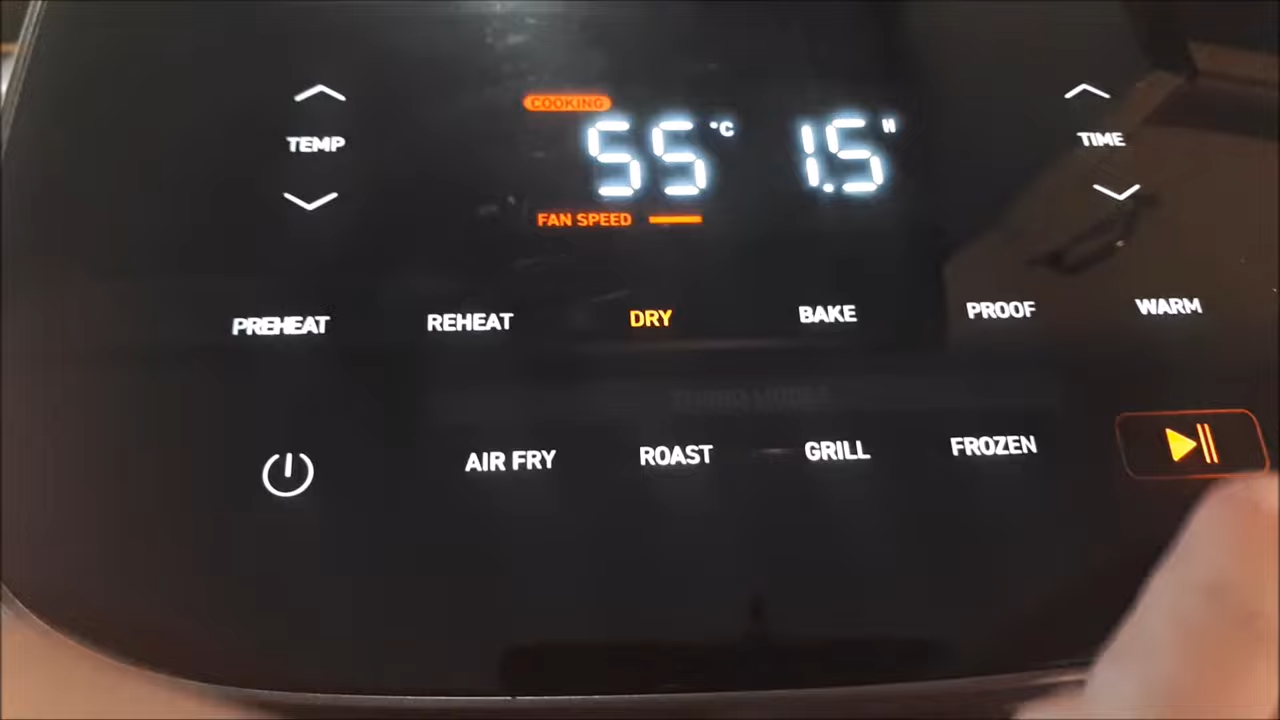 COOKING
TEMP 55 °C 1.5 H TIME
FAN SPEED
PREHEAT REHEAT DRY BAKE PROOF WARM
AIR FRY ROAST GRILL FROZEN